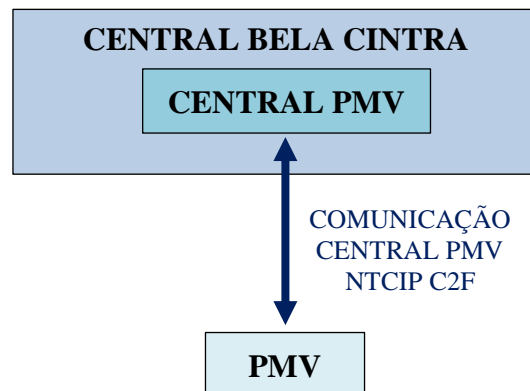 CENTRAL BELA CINTRA
CENTRAL PMV
COMUNICAÇÃO
CENTRAL PMV
NTCIP C2F
PMV